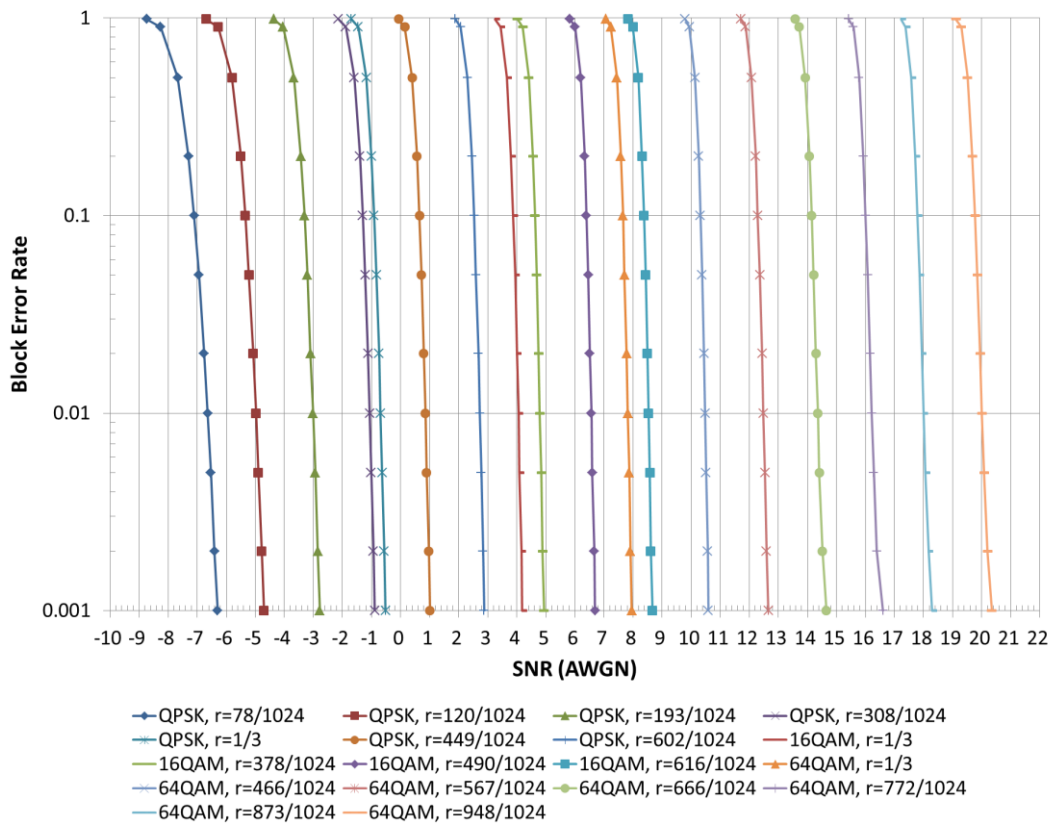 1
0.1
0.01
0.001
Block Error Rate
-10 -9 -8 -7 -6 -5 -4 -3 -2 -1 0 1 2 3 4 5 6 7 8 9 10 11 12 13 14 15 16 17 18 19 20 21 22
SNR (AWGN)
QPSK, r=78/1024 QPSK, r=120/1024 QPSK, r=193/1024 QPSK, r=308/1024
QPSK, r=1/3 QPSK, r=449/1024 QPSK, r=602/1024 16QAM, r=1/3
16QAM, r=378/1024 16QAM, r=490/1024 16QAM, r=616/1024 64QAM, r=1/3
64QAM, r=466/1024 64QAM, r=567/1024 64QAM, r=666/1024 64QAM, r=772/1024
64QAM, r=873/1024 64QAM, r=948/1024